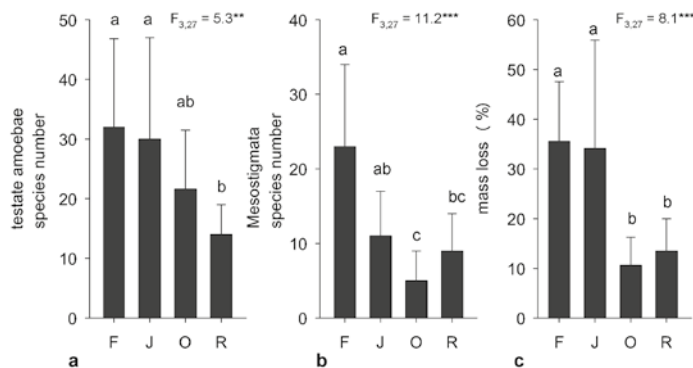 F3,27 = 5.3**
50
40
30
20
10
0
testate amoebae
species number
a
a
ab
b
F
J
O
R
a
F3,27 = 11.2***
40
30
20
10
0
Mesostigmata
species number
a
ab
c
bc
F
J
O
R
b
F3,27 = 8.1***
60
50
40
30
20
10
0
mass loss (%)
a
a
b
b
F
J
O
R
c